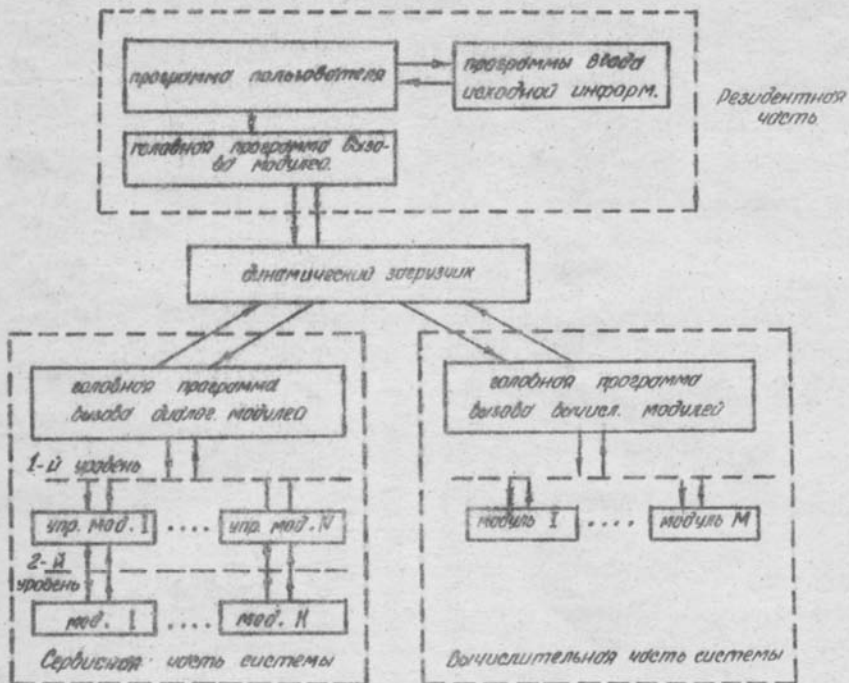 программа пользователя
программы ввода
исходной информ.
Резидентная
часть
головная программа вызо-
ва модулей.
динамический загрузчик
головная программа
вызова диалог. модулей
головная программа
вызова вычисл. модулей
1-й уровень
упр. мод. I .... упр. мод. N
модуль I .... модуль M
2-й
уровень
мод. I .... мод. K
Сервисная часть системы
Вычислительная часть системы